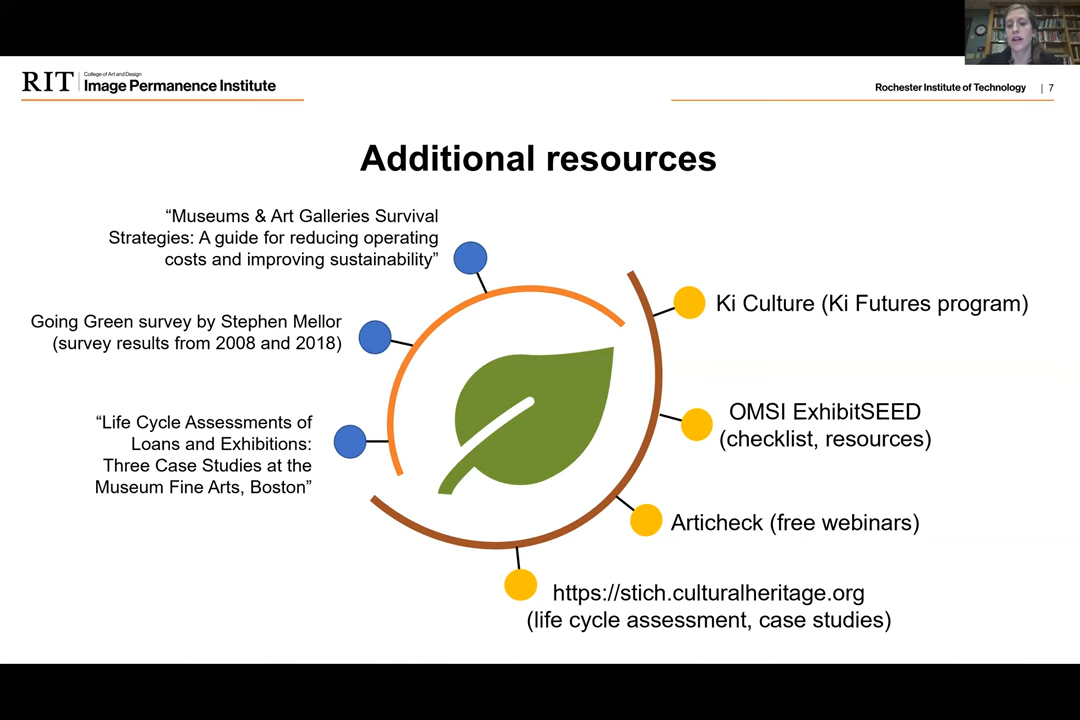 RIT
College of Art and Design
Image Permanence Institute
Rochester Institute of Technology | 7
Additional resources
“Museums & Art Galleries Survival
Strategies: A guide for reducing operating
costs and improving sustainability”
Going Green survey by Stephen Mellor
(survey results from 2008 and 2018)
“Life Cycle Assessments of
Loans and Exhibitions:
Three Case Studies at the
Museum Fine Arts, Boston”
Ki Culture (Ki Futures program)
OMSI ExhibitSEED
(checklist, resources)
Articheck (free webinars)
https://stich.culturalheritage.org
(life cycle assessment, case studies)